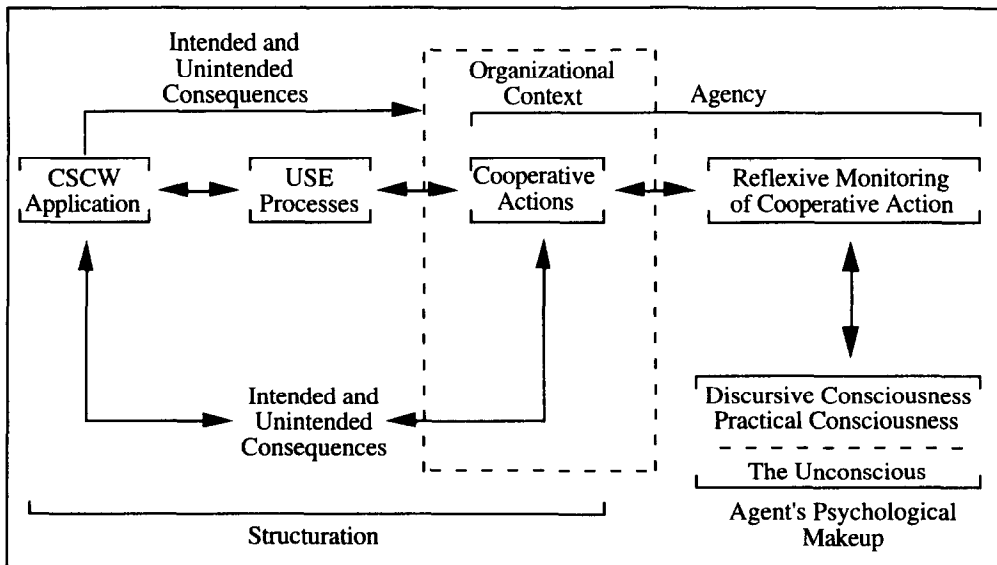 Intended and
Unintended
Consequences
Organizational
Context
Agency
CSCW
Application
USE
Processes
Cooperative
Actions
Reflexive Monitoring
of Cooperative Action
Intended and
Unintended
Consequences
Discursive Consciousness
Practical Consciousness
The Unconscious
Agent's Psychological
Makeup
Structuration